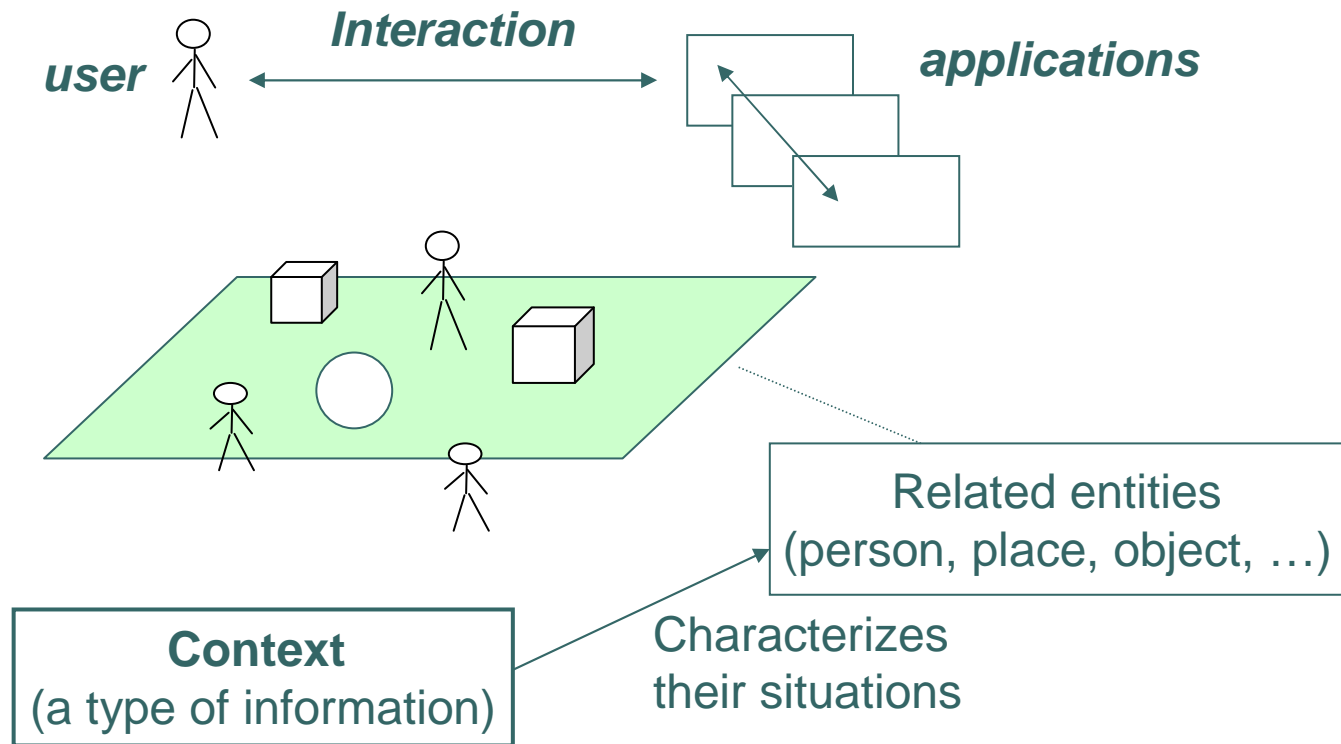 Interaction
user
applications
Related entities
(person, place, object, …)
Context
(a type of information)
Characterizes
their situations